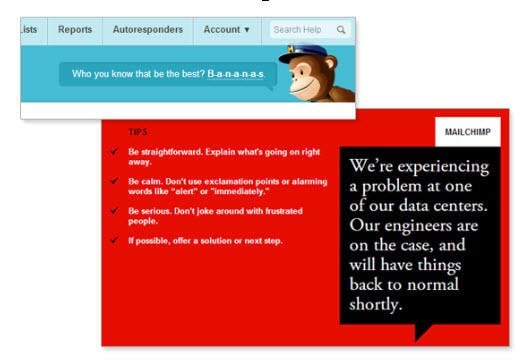 Lists Reports Autoresponders Account ▼ Search Help
Who you know that be the best? B-a-n-a-n-a-s.
TIPS
Be straightforward. Explain what's going on right
away.
Be calm. Don't use exclamation points or alarming
words like “alert” or “immediately.”
Be serious. Don't joke around with frustrated
people.
If possible, offer a solution or next step.
MAILCHIMP
We’re experiencing
a problem at one
of our data centers.
Our engineers are
on the case, and
will have things
back to normal
shortly.